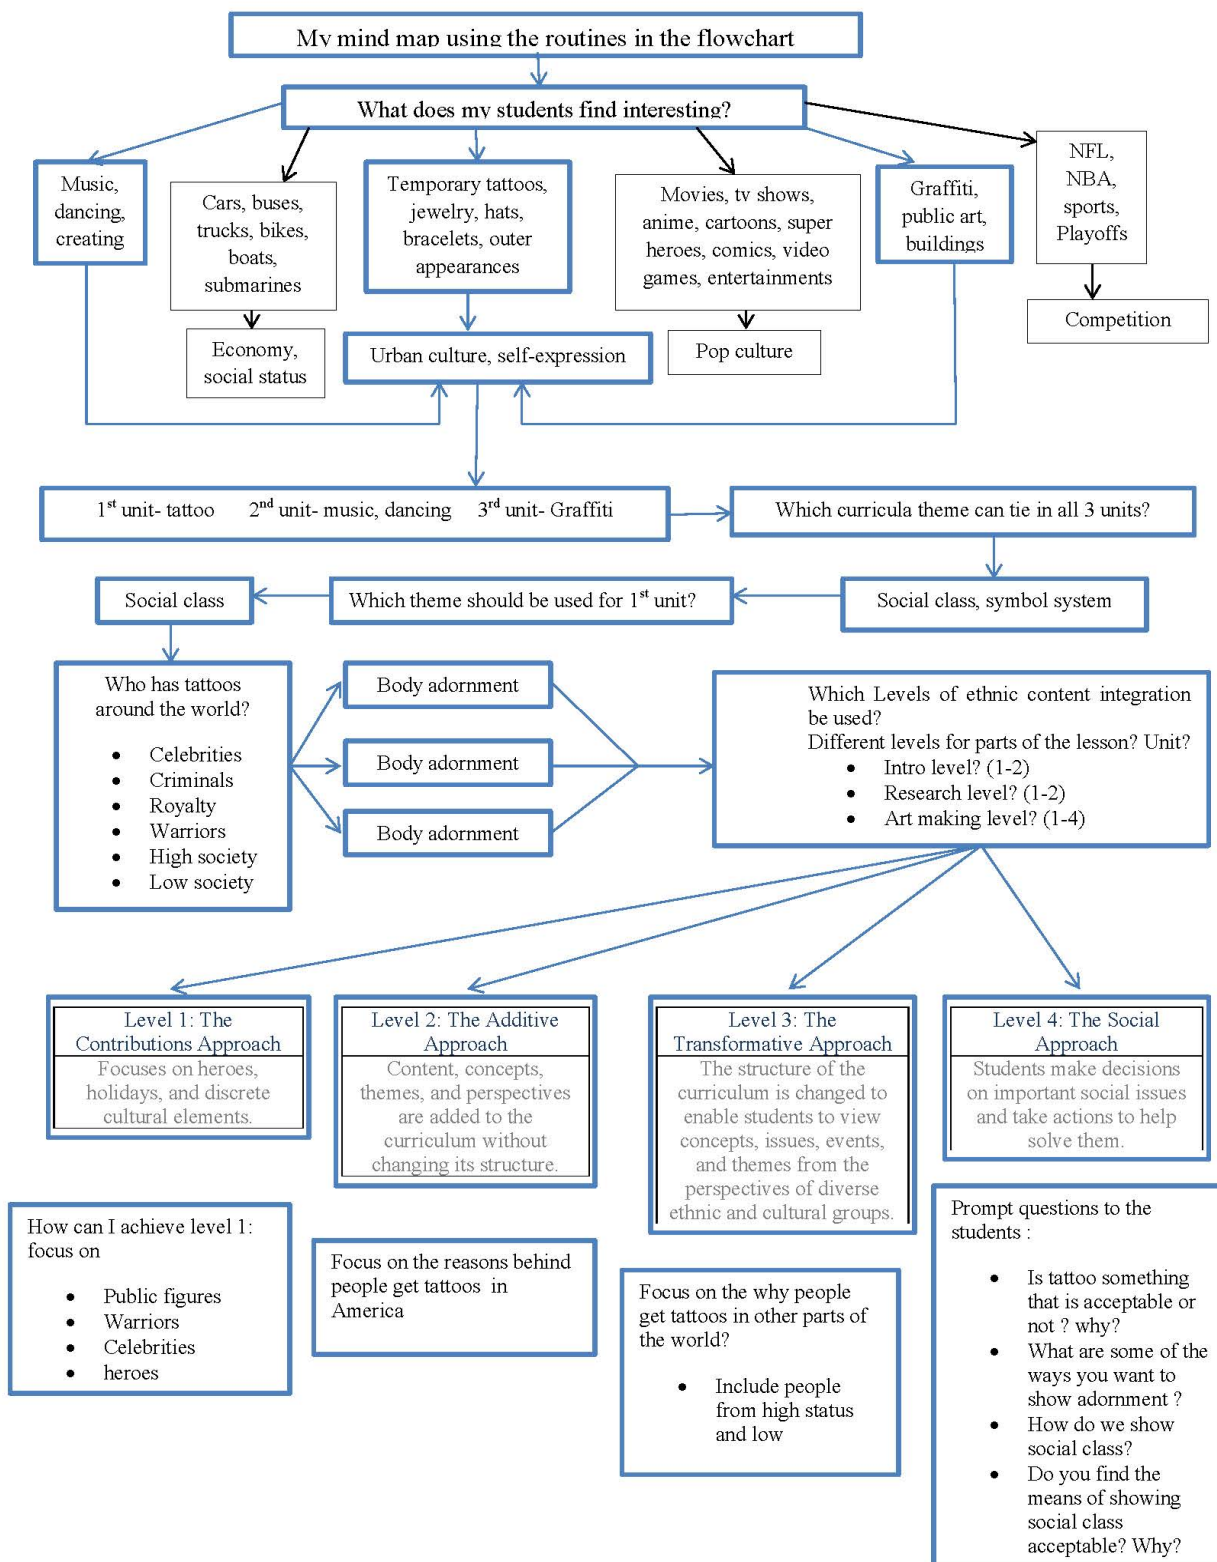 My mind map using the routines in the flowchart
What does my students find interesting?
Music,
dancing,
creating
Cars, buses,
trucks, bikes,
boats,
submarines
Temporary tattoos,
jewelry, hats,
bracelets, outer
appearances
Movies, tv shows,
anime, cartoons, super
heroes, comics, video
games, entertainments
Graffiti,
public art,
buildings
NFL,
NBA,
sports,
Playoffs
Economy,
social status
Urban culture, self-expression
Pop culture
Competition
1st unit- tattoo 2nd unit- music, dancing 3rd unit- Graffiti
Which curricula theme can tie in all 3 units?
Social class
Which theme should be used for 1st unit?
Social class, symbol system
Who has tattoos
around the world?
• Celebrities
• Criminals
• Royalty
• Warriors
• High society
• Low society
Body adornment
Body adornment
Body adornment
Which Levels of ethnic content integration
be used?
Different levels for parts of the lesson? Unit?
• Intro level? (1-2)
• Research level? (1-2)
• Art making level? (1-4)
Level 1: The
Contributions Approach
Focuses on heroes,
holidays, and discrete
cultural elements.
Level 2: The Additive
Approach
Content, concepts,
themes, and perspectives
are added to the
curriculum without
changing its structure.
Level 3: The
Transformative Approach
The structure of the
curriculum is changed to
enable students to view
concepts, issues, events,
and themes from the
perspectives of diverse
ethnic and cultural groups.
Level 4: The Social
Approach
Students make decisions
on important social issues
and take actions to help
solve them.
How can I achieve level 1:
focus on
• Public figures
• Warriors
• Celebrities
• heroes
Focus on the reasons behind
people get tattoos in
America
Focus on the why people
get tattoos in other parts of
the world?
• Include people
from high status
and low
Prompt questions to the
students :
• Is tattoo something
that is acceptable or
not ? why?
• What are some of the
ways you want to
show adornment ?
• How do we show
social class?
• Do you find the
means of showing
social class
acceptable? Why?